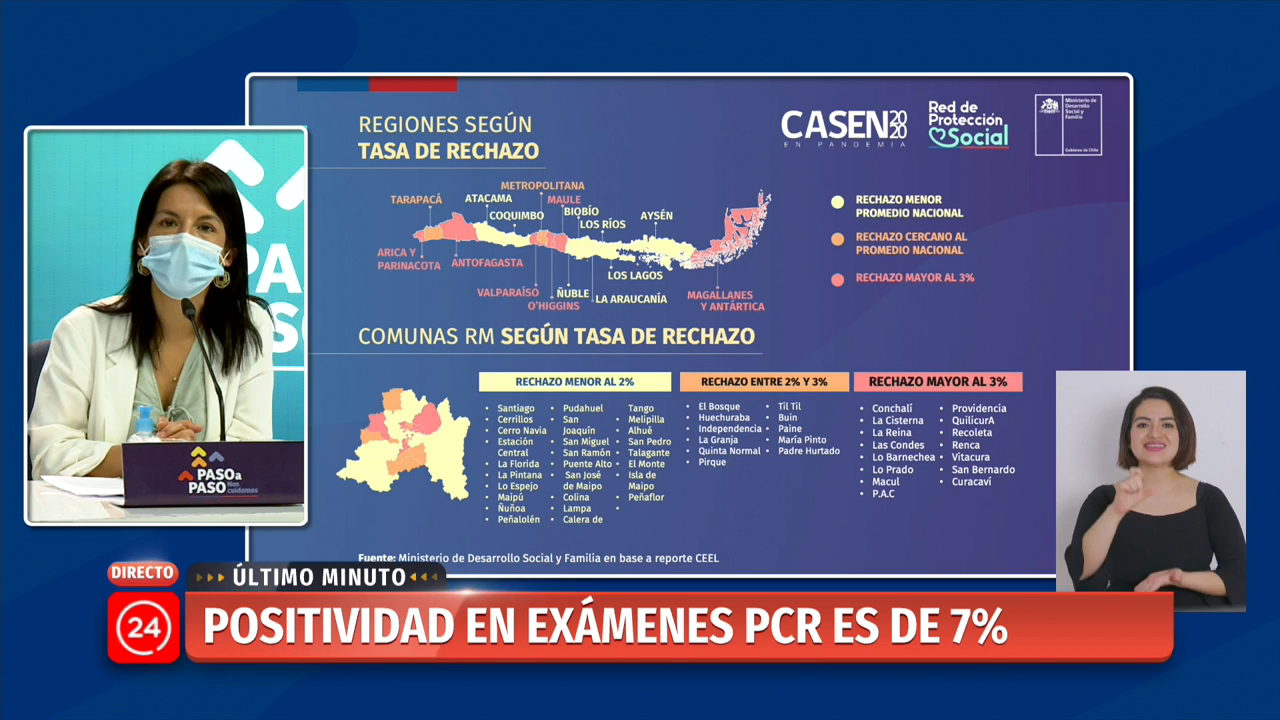 REGIONES SEGÚN
TASA DE RECHAZO
CASEN 2020
EN PANDEMIA
Red de
Protección
Social
Ministerio de
Desarrollo
Social y
Familia
Gobierno de Chile
METROPOLITANA
TARAPACÁ
ATACAMA
MAULE
COQUIMBO
BIOBÍO
LOS RÍOS
AYSÉN
ARICA Y
PARINACOTA
ANTOFAGASTA
LOS LAGOS
VALPARAÍSO
O'HIGGINS
ÑUBLE
LA ARAUCANÍA
MAGALLANES
Y ANTÁRTICA
RECHAZO MENOR
PROMEDIO NACIONAL
RECHAZO CERCANO AL
PROMEDIO NACIONAL
RECHAZO MAYOR AL 3%
COMUNAS RM SEGÚN TASA DE RECHAZO
RECHAZO MENOR AL 2%
• Santiago
• Cerrillos
• Cerro Navia
• Estación
Central
• La Florida
• La Pintana
• Lo Espejo
• Maipú
• Ñuñoa
• Peñalolén
• Pudahuel
• San
Joaquín
• San Miguel
• San Ramón
• Puente Alto
• San José
de Maipo
• Colina
• Lampa
• Calera de
Tango
• Melipilla
• Alhué
• San Pedro
• Talagante
• El Monte
• Isla de
Maipo
• Peñaflor
•
RECHAZO ENTRE 2% Y 3%
• El Bosque
• Huechuraba
• Independencia
• La Granja
• Quinta Normal
• Pirque
• Til Til
• Buin
• Paine
• María Pinto
• Padre Hurtado
RECHAZO MAYOR AL 3%
• Conchalí
• La Cisterna
• La Reina
• Las Condes
• Lo Barnechea
• Lo Prado
• Macul
• P.A.C
• Providencia
• QuilicurA
• Recoleta
• Renca
• Vitacura
• San Bernardo
• Curacaví
Fuente: Ministerio de Desarrollo Social y Familia en base a reporte CEEL
PASO a
PASO Nos
cuidamos
DIRECTO
ÚLTIMO MINUTO
24
POSITIVIDAD EN EXÁMENES PCR ES DE 7%